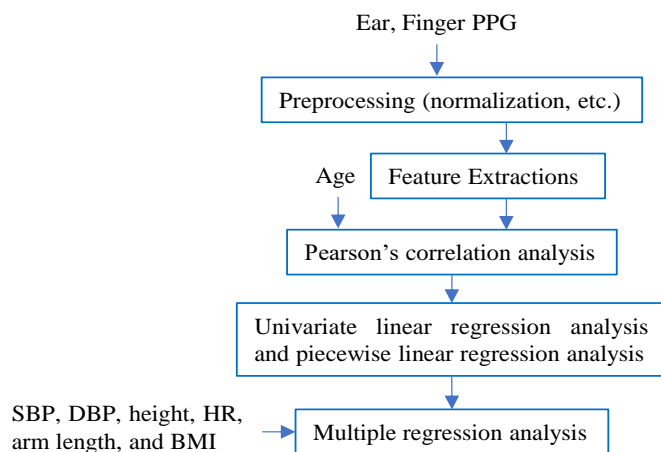 Ear, Finger PPG
Preprocessing (normalization, etc.)
Age
Feature Extractions
Pearson's correlation analysis
Univariate linear regression analysis
and piecewise linear regression analysis
SBP, DBP, height, HR,
arm length, and BMI
Multiple regression analysis